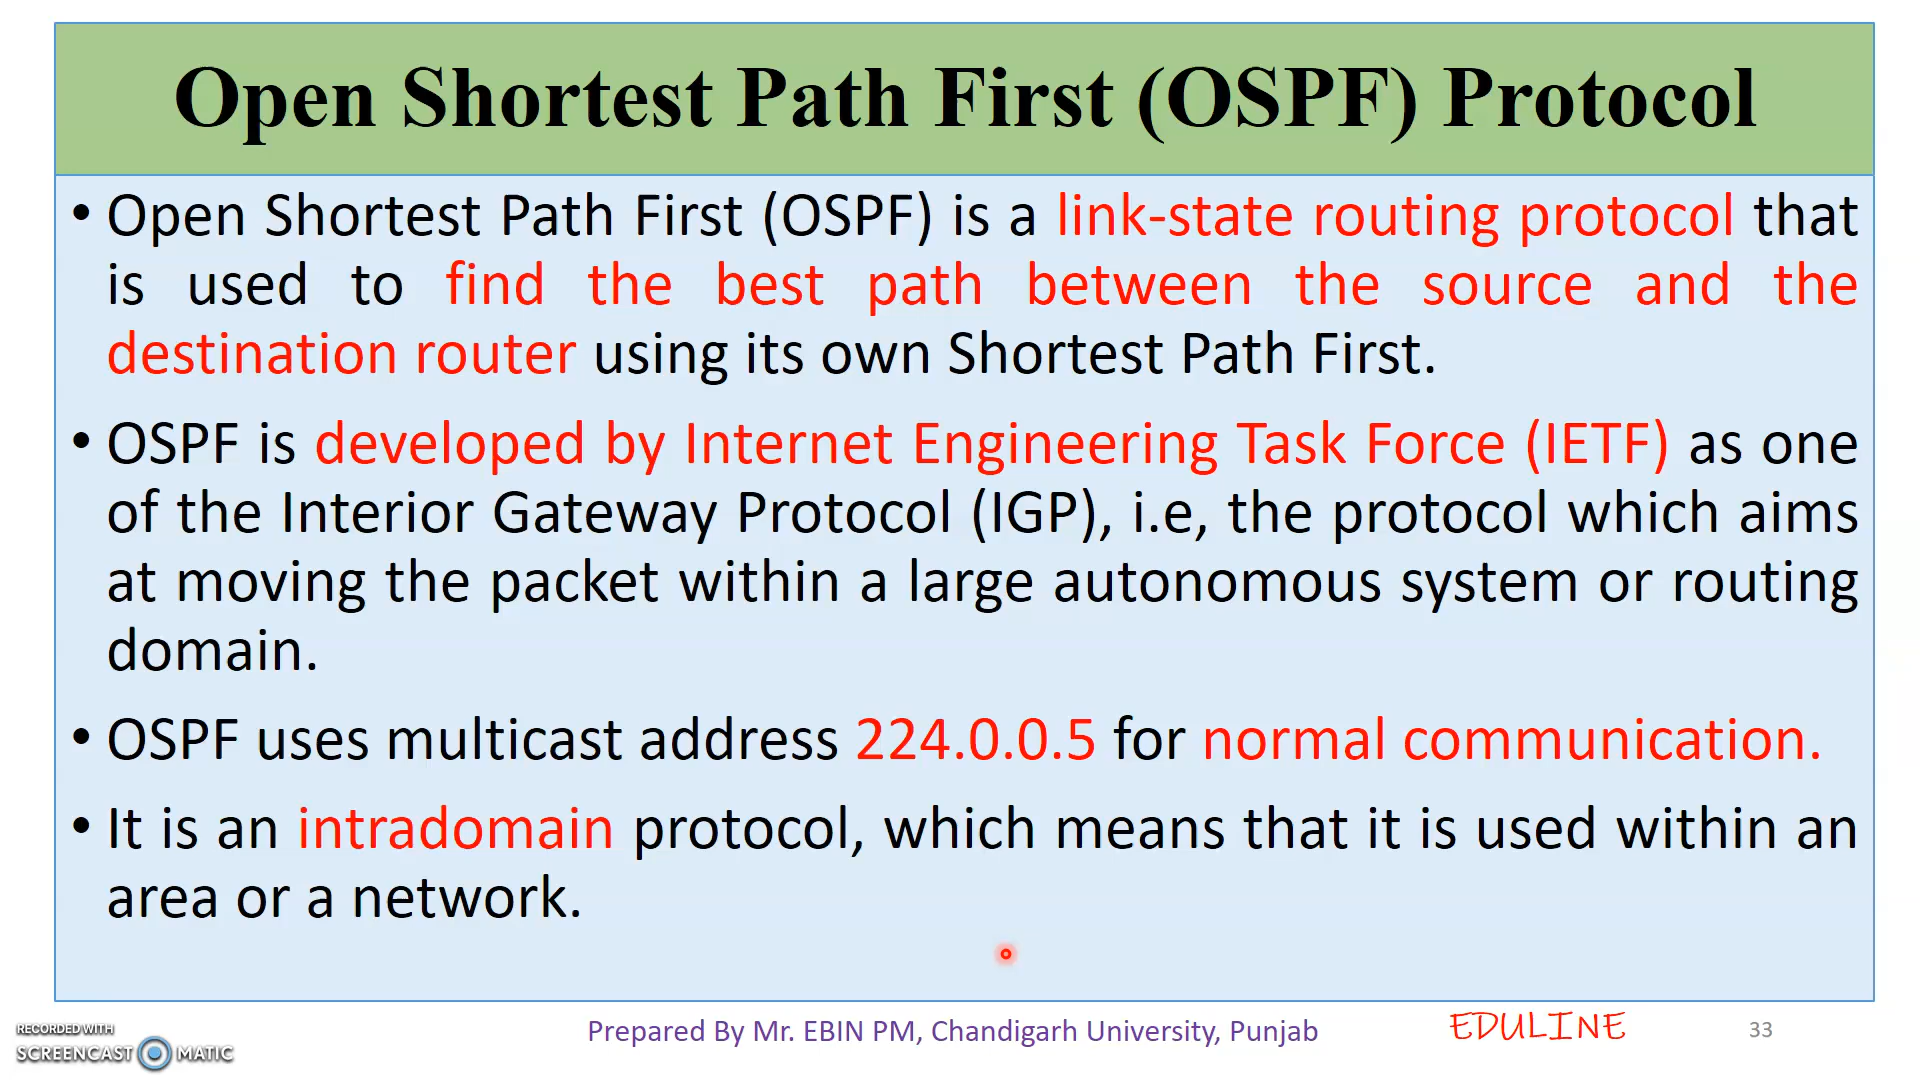 Open Shortest Path First (OSPF) Protocol
• Open Shortest Path First (OSPF) is a link-state routing protocol that
is used to find the best path between the source and the
destination router using its own Shortest Path First.
• OSPF is developed by Internet Engineering Task Force (IETF) as one
of the Interior Gateway Protocol (IGP), i.e, the protocol which aims
at moving the packet within a large autonomous system or routing
domain.
• OSPF uses multicast address 224.0.0.5 for normal communication.
• It is an intradomain protocol, which means that it is used within an
area or a network.
RECORDED WITH
SCREENCAST MATIC
Prepared By Mr. EBIN PM, Chandigarh University, Punjab
EDULINE
33